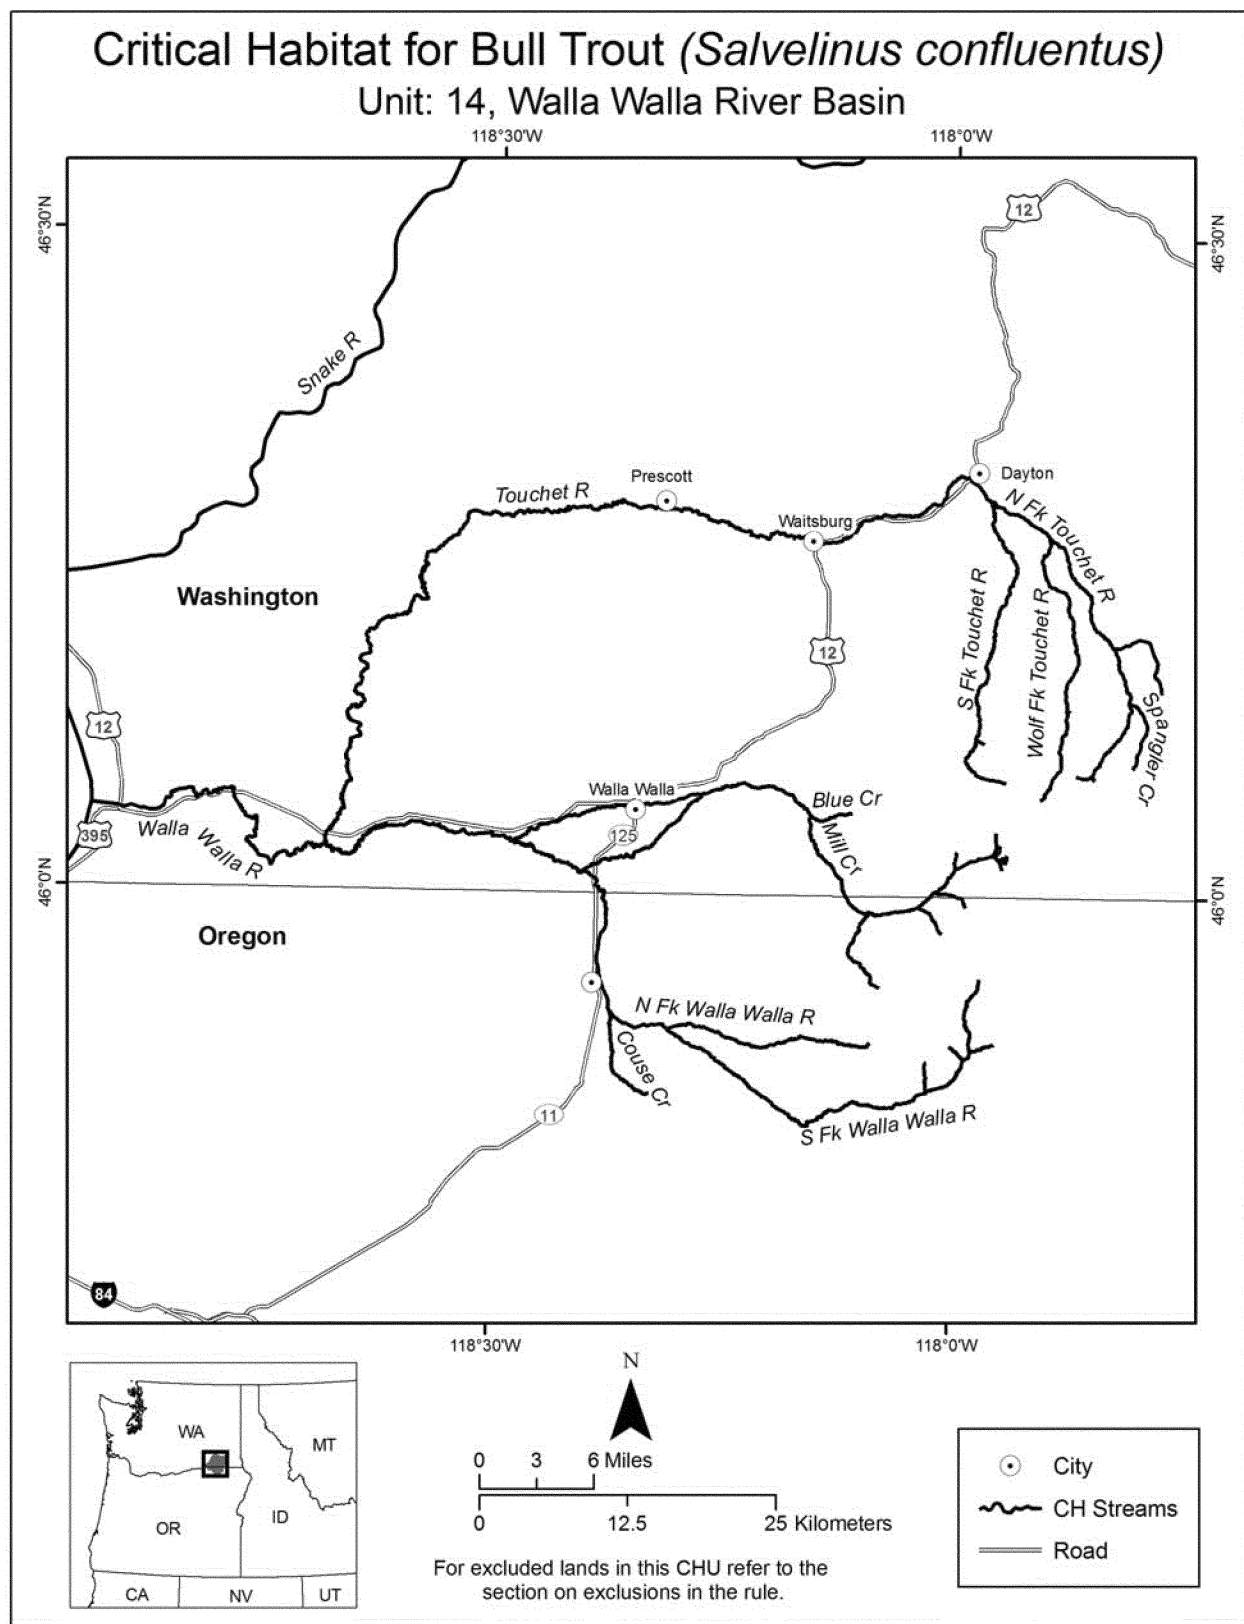 Critical Habitat for Bull Trout (Salvelinus confluentus)
Unit: 14, Walla Walla River Basin
118°30'W
118°0'W
46°30'N
46°30'N
12
Snake R
Prescott
Dayton
Touchet R
Waitsburg
N Fk Touchet R
Washington
S Fk Touchet R
Wolf Fk Touchet R
12
12
Spangler Cr
Walla Walla
Blue Cr
395
Walla Walla R
125
Mill Cr
46°0'N
46°0'N
Oregon
N Fk Walla Walla R
Couse Cr
11
S Fk Walla Walla R
84
118°30'W
118°0'W
N
WA
MT
OR
ID
CA
NV
UT
0 3 6 Miles
0 12.5 25 Kilometers
City
CH Streams
Road
For excluded lands in this CHU refer to the
section on exclusions in the rule.